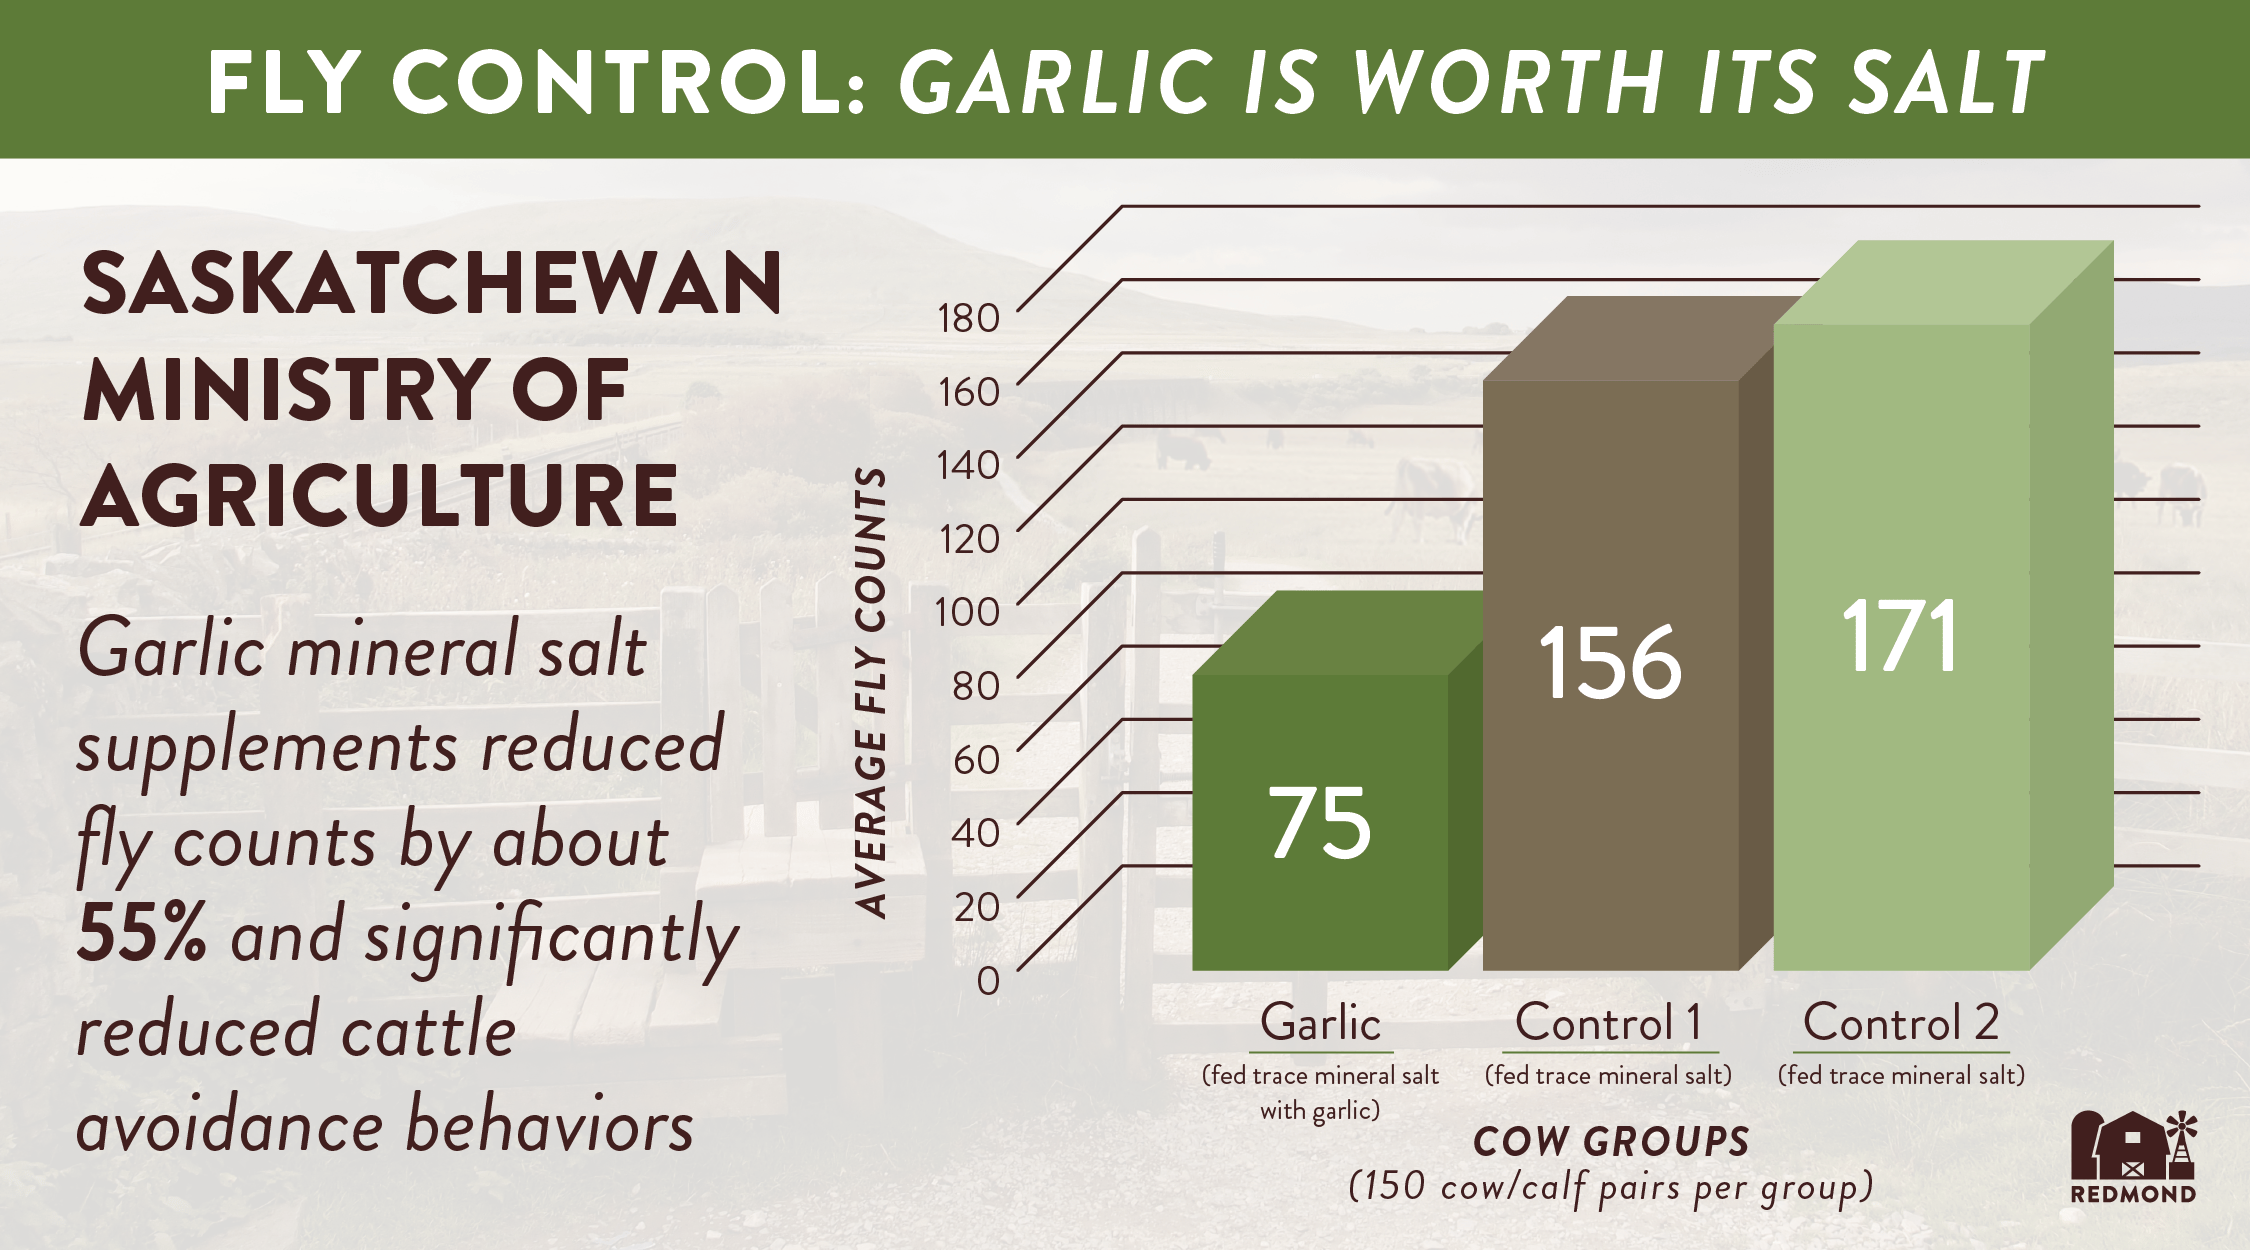 FLY CONTROL: GARLIC IS WORTH ITS SALT
SASKATCHEWAN
MINISTRY OF
AGRICULTURE
Garlic mineral salt
supplements reduced
fly counts by about
55% and significantly
reduced cattle
avoidance behaviors
AVERAGE FLY COUNTS
180
160
140
120
100
80
60
40
20
0
75
156
171
Garlic
(fed trace mineral salt
with garlic)
Control 1
(fed trace mineral salt)
Control 2
(fed trace mineral salt)
COW GROUPS
(150 cow/calf pairs per group)
REDMOND